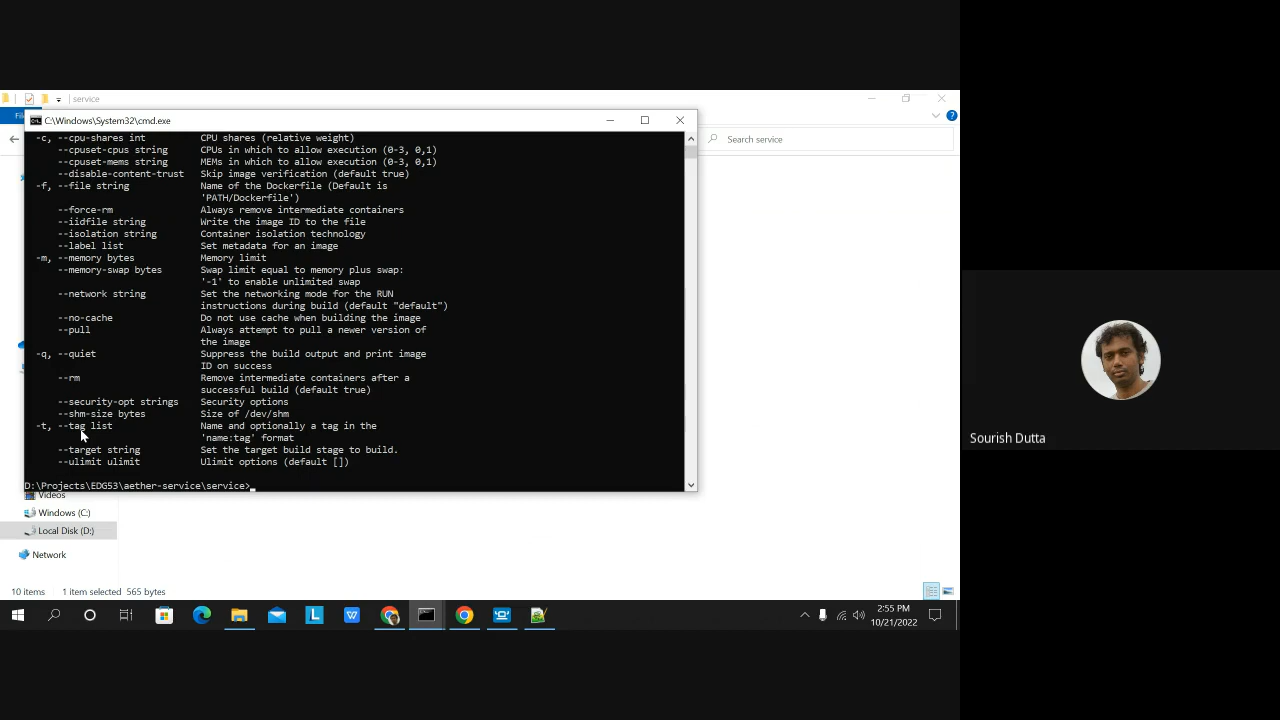 service
C:\Windows\System32\cmd.exe
Search service
-c, --cpu-shares int CPU shares (relative weight)
--cpuset-cpus string CPUs in which to allow execution (0-3, 0,1)
--cpuset-mems string MEMs in which to allow execution (0-3, 0,1)
--disable-content-trust Skip image verification (default true)
-f, --file string Name of the Dockerfile (Default is
'PATH/Dockerfile')
--force-rm Always remove intermediate containers
--iidfile string Write the image ID to the file
--isolation string Container isolation technology
--label list Set metadata for an image
-m, --memory bytes Memory limit
--memory-swap bytes Swap limit equal to memory plus swap:
'-1' to enable unlimited swap
--network string Set the networking mode for the RUN
instructions during build (default "default")
--no-cache Do not use cache when building the image
--pull Always attempt to pull a newer version of
the image
-q, --quiet Suppress the build output and print image
ID on success
--rm Remove intermediate containers after a
successful build (default true)
--security-opt strings Security options
--shm-size bytes Size of /dev/shm
-t, --tag list Name and optionally a tag in the
'name:tag' format
--target string Set the target build stage to build.
--ulimit ulimit Ulimit options (default [])
D:\Projects\EDG53\aether-service\service>
Videos
Windows (C:)
Local Disk (D:)
Network
10 items 1 item selected 565 bytes
2:55 PM
10/21/2022
Sourish Dutta